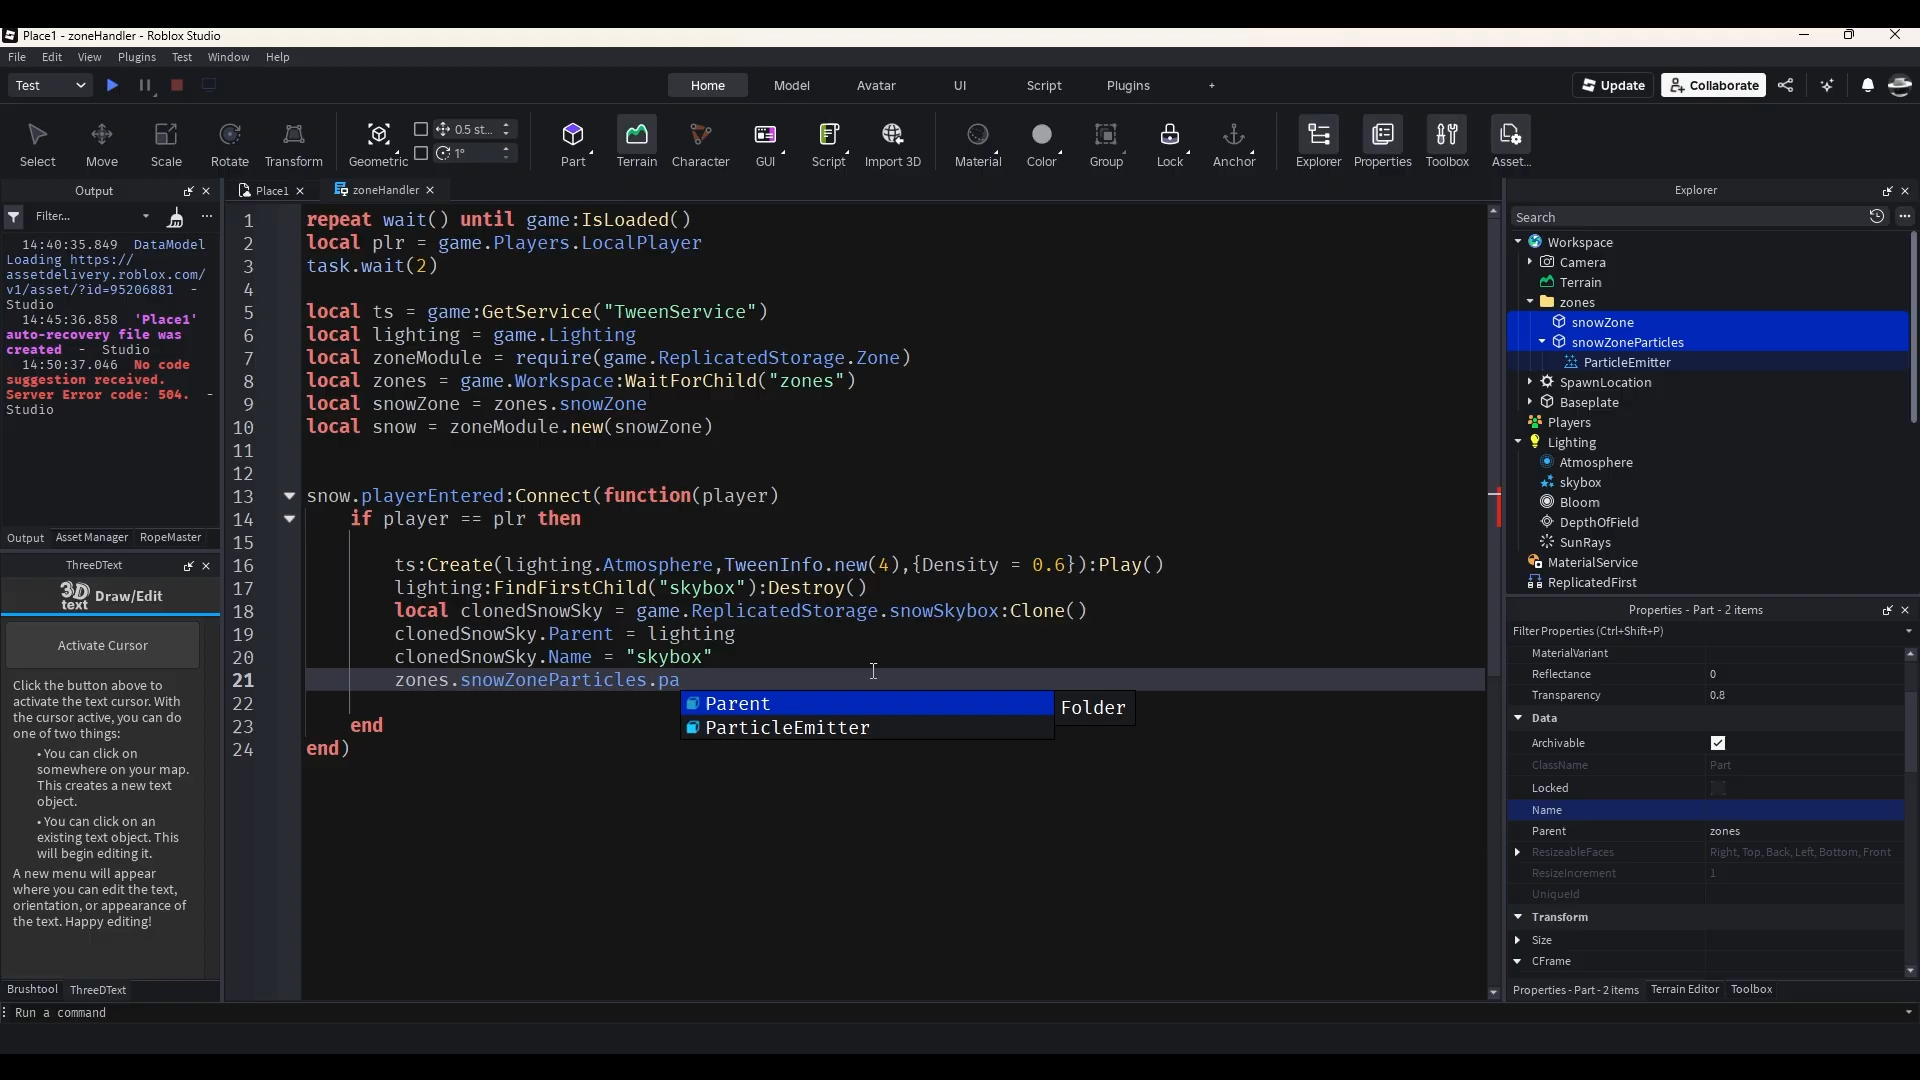 Place1 - zoneHandler - Roblox Studio
File Edit View Plugins Test Window Help
Test
Home Model Avatar UI Script Plugins +
Update Collaborate
0.5 st...
1°
Select Move Scale Rotate Transform Geometric Part Terrain Character GUI Script Import 3D Material Color Group Lock Anchor Explorer Properties Toolbox Asset...
Output
Filter...
14:40:35.849 DataModel
Loading https://
assetdelivery.roblox.com/
v1/asset/?id=95206881 -
Studio
14:45:36.858 'Place1'
auto-recovery file was
created - Studio
14:50:37.046 No code
suggestion received.
Server Error code: 504. -
Studio
Output Asset Manager RopeMaster
ThreeDText
3D text Draw/Edit
Activate Cursor
Click the button above to
activate the text cursor. With
the cursor active, you can do
one of two things:
• You can click on
somewhere on your map.
This creates a new text
object.
• You can click on an
existing text object. This
will begin editing it.
A new menu will appear
where you can edit the text,
orientation, or appearance of
the text. Happy editing!
Brushtool ThreeDText
Place1 zoneHandler
1 repeat wait() until game:IsLoaded()
2 local plr = game.Players.LocalPlayer
3 task.wait(2)
4
5 local ts = game:GetService("TweenService")
6 local lighting = game.Lighting
7 local zoneModule = require(game.ReplicatedStorage.Zone)
8 local zones = game.Workspace:WaitForChild("zones")
9 local snowZone = zones.snowZone
10 local snow = zoneModule.new(snowZone)
11
12
13 snow.playerEntered:Connect(function(player)
14 if player == plr then
15
16 ts:Create(lighting.Atmosphere,TweenInfo.new(4),{Density = 0.6}):Play()
17 lighting:FindFirstChild("skybox"):Destroy()
18 local clonedSnowSky = game.ReplicatedStorage.snowSkybox:Clone()
19 clonedSnowSky.Parent = lighting
20 clonedSnowSky.Name = "skybox"
21 zones.snowZoneParticles.pa
22
23 end
24 end)
Parent Folder
ParticleEmitter
Explorer
Search
Workspace
Camera
Terrain
zones
snowZone
snowZoneParticles
ParticleEmitter
SpawnLocation
Baseplate
Players
Lighting
Atmosphere
skybox
Bloom
DepthOfField
SunRays
MaterialService
ReplicatedFirst
Properties - Part - 2 items
Filter Properties (Ctrl+Shift+P)
MaterialVariant
Reflectance 0
Transparency 0.8
Data
Archivable
ClassName Part
Locked
Name
Parent zones
ResizeableFaces Right, Top, Back, Left, Bottom, Front
ResizeIncrement 1
UniqueId
Transform
Size
CFrame
Properties - Part - 2 items Terrain Editor Toolbox
Run a command